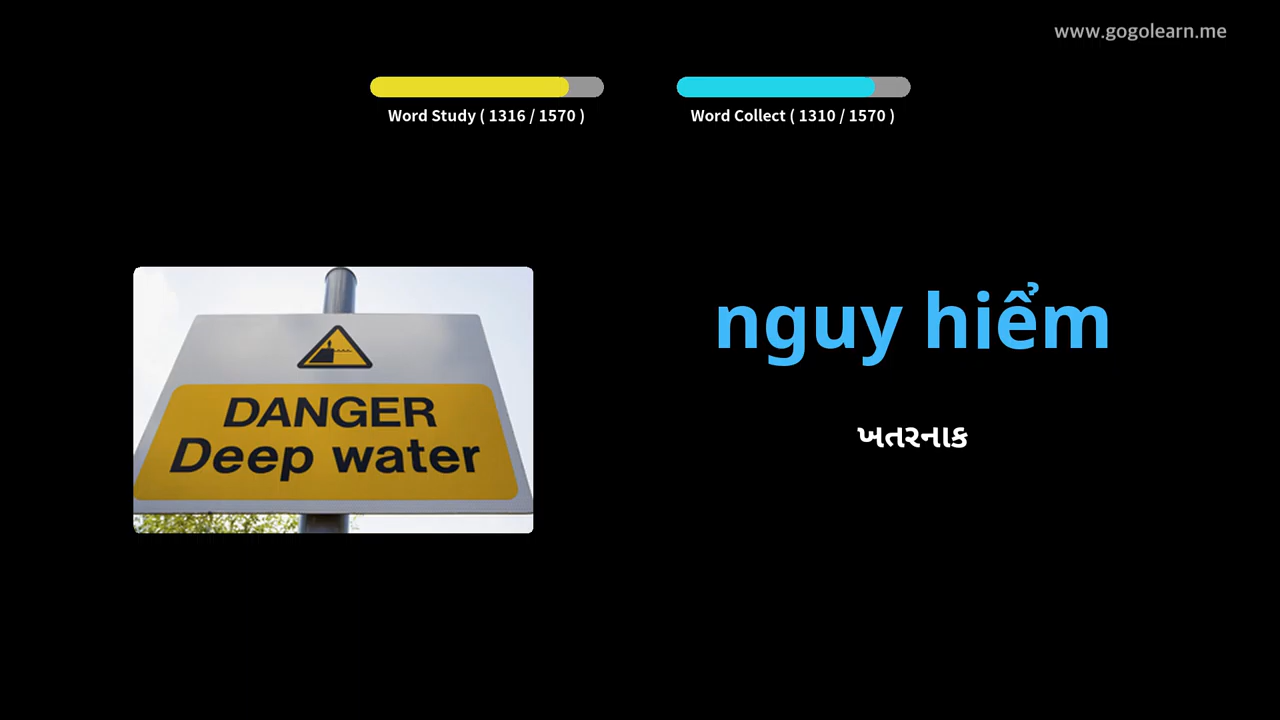 www.gogolearn.me
Word Study ( 1316 / 1570 )
Word Collect ( 1310 / 1570 )
DANGER
Deep water
nguy hiểm
ખતરનાક